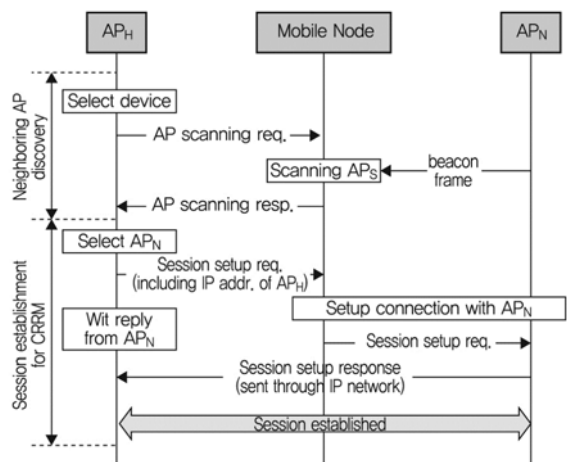 APH Mobile Node APN
Neighboring AP
discovery
Select device
AP scanning req.
Scanning APS
beacon
frame
AP scanning resp.
Session establishment
for CRRM
Select APN
Session setup req.
(including IP addr. of APH)
Setup connection with APN
Wit reply
from APN
Session setup req.
Session setup response
(sent through IP network)
Session established